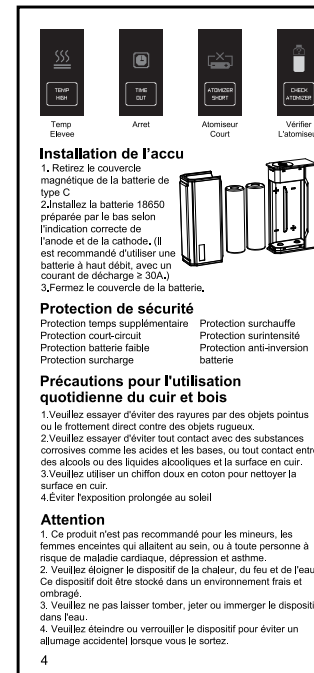 TEMP
HIGH
TIME
OUT
ATOMIZER
SHORT
CHECK
ATOMIZER
Temp
Elevee
Arret
Atomiseur
Court
Vérifier
L'atomiseu
Installation de l'accu
1. Retirez le couvercle
magnétique de la batterie de
type C
2.Installez la batterie 18650
préparée par le bas selon
l'indication correcte de
l'anode et de la cathode. (Il
est recommandé d'utiliser une
batterie à haut débit, avec un
courant de décharge ≥ 30A.)
3.Fermez le couvercle de la batterie.
Protection de sécurité
Protection temps supplémentaire
Protection court-circuit
Protection batterie faible
Protection surcharge
Protection surchauffe
Protection surintensité
Protection anti-inversion
batterie
Précautions pour l'utilisation
quotidienne du cuir et bois
1.Veuillez essayer d'éviter des rayures par des objets pointus
ou le frottement direct contre des objets rugueux.
2.Veuillez essayer d'éviter tout contact avec des substances
corrosives comme les acides et les bases, ou tout contact entre
des alcools ou des liquides alcooliques et la surface en cuir.
3.Veuillez utiliser un chiffon doux en coton pour nettoyer la
surface en cuir.
4.Éviter l'exposition prolongée au soleil
Attention
1. Ce produit n'est pas recommandé pour les mineurs, les
femmes enceintes qui allaitent au sein, ou à toute personne à
risque de maladie cardiaque, dépression et asthme.
2. Veuillez éloigner le dispositif de la chaleur, du feu et de l'eau
Ce dispositif doit être stocké dans un environnement frais et
ombragé.
3. Veuillez ne pas laisser tomber, jeter ou immerger le dispositi
dans l'eau.
4. Veuillez éteindre ou verrouiller le dispositif pour éviter un
allumage accidentel lorsque vous le sortez.
4